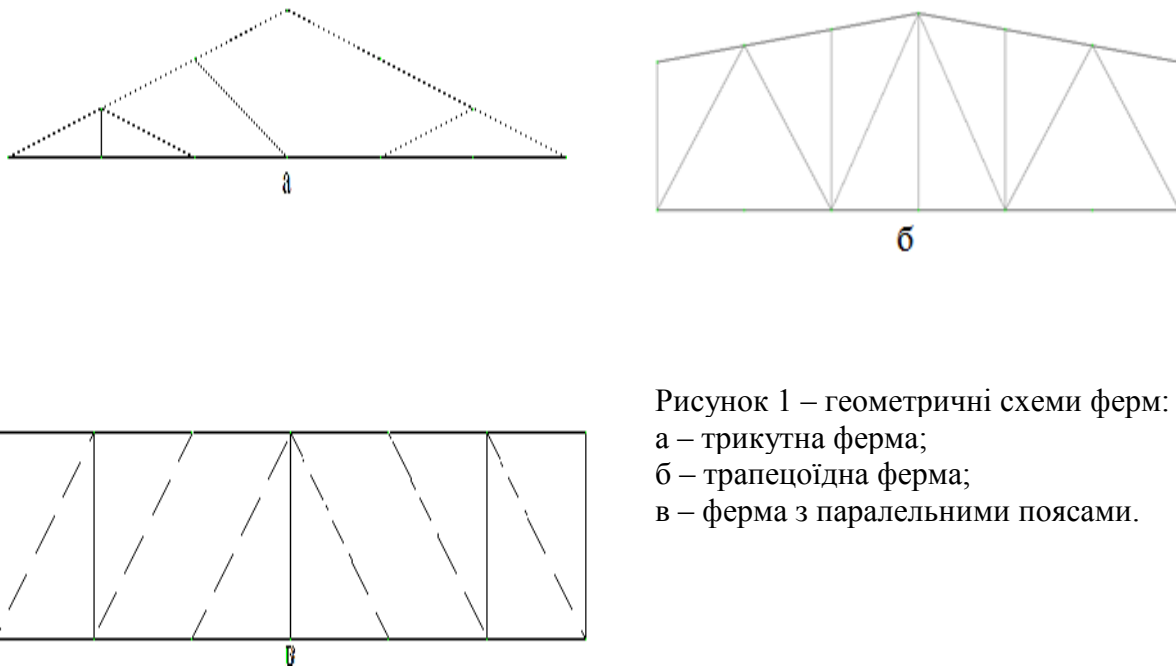 а
б
в
Рисунок 1 – геометричні схеми ферм:
а – трикутна ферма;
б – трапецоїдна ферма;
в – ферма з паралельними поясами.